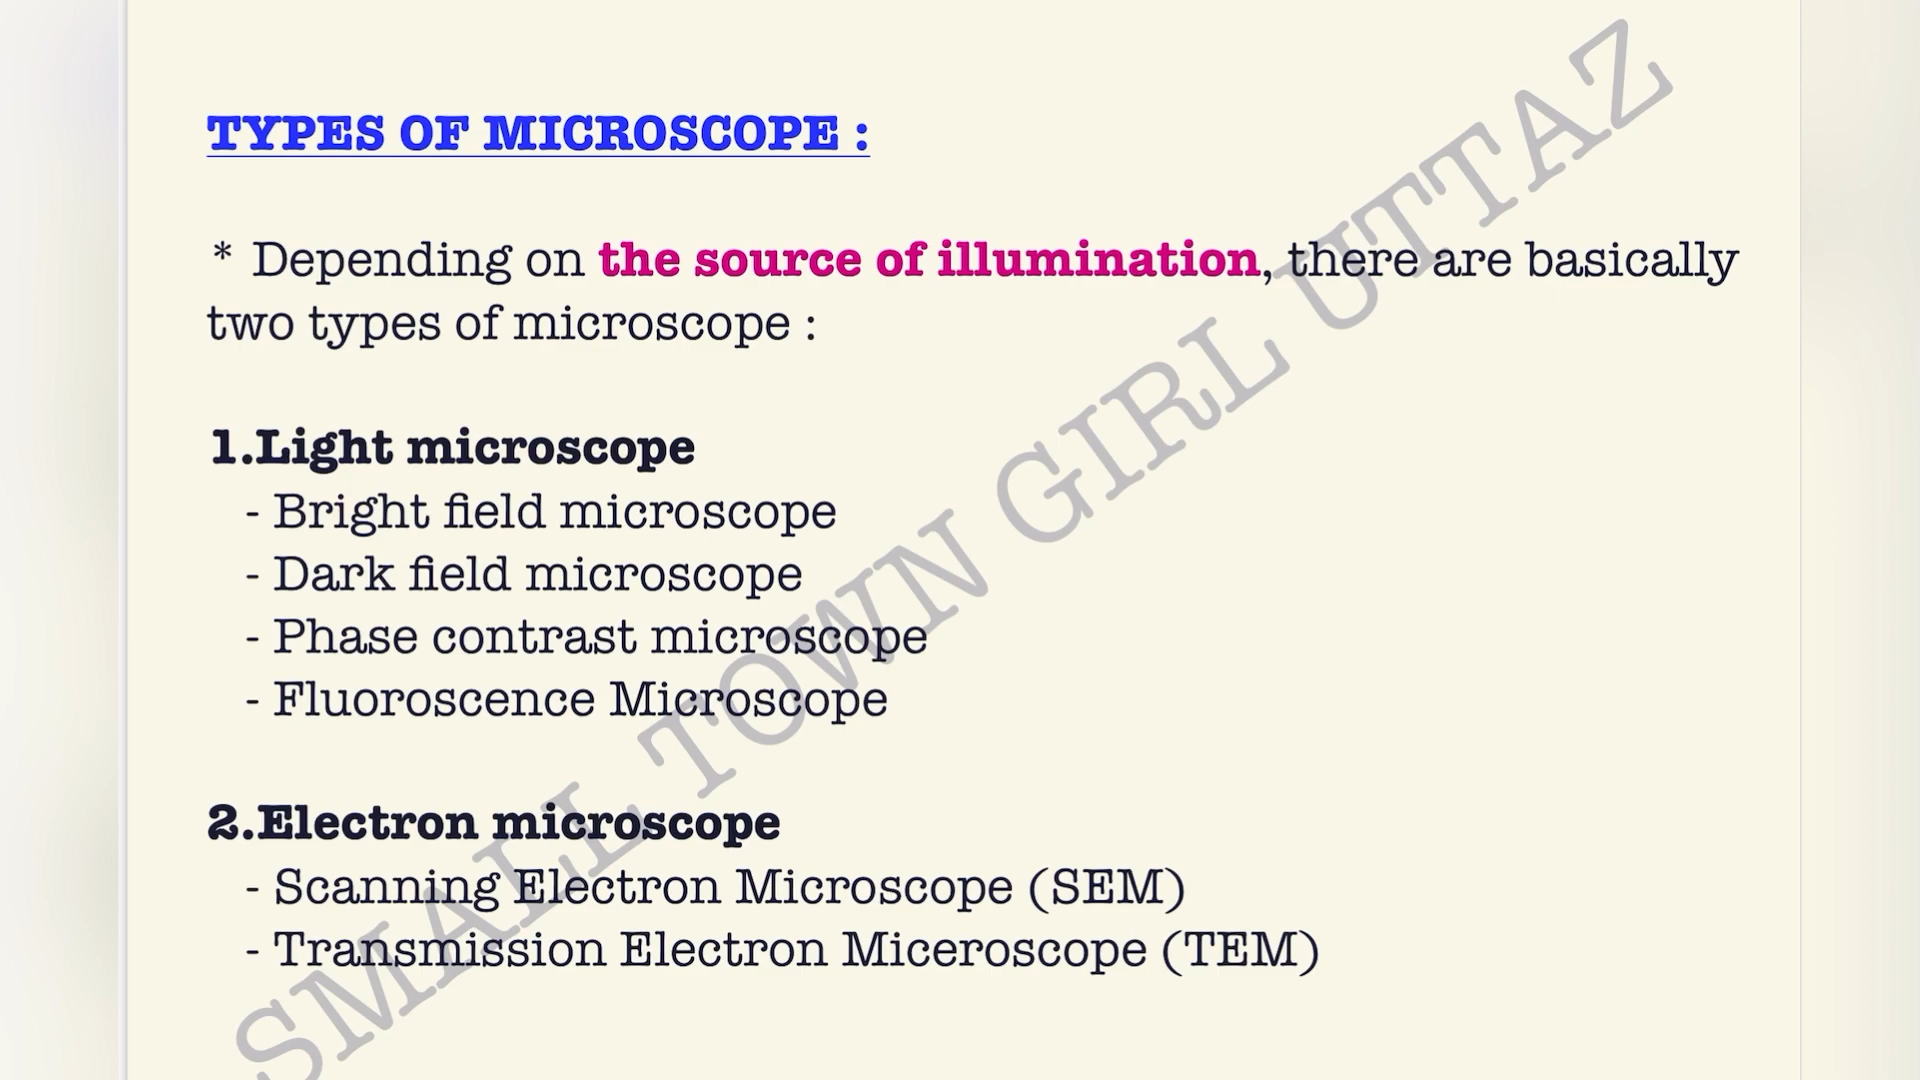 TYPES OF MICROSCOPE :
* Depending on the source of illumination, there are basically
two types of microscope :
1.Light microscope
- Bright field microscope
- Dark field microscope
- Phase contrast microscope
- Fluoroscence Microscope
2.Electron microscope
- Scanning Electron Microscope (SEM)
- Transmission Electron Miceroscope (TEM)
SMALL TOWN GIRL UTTAZ